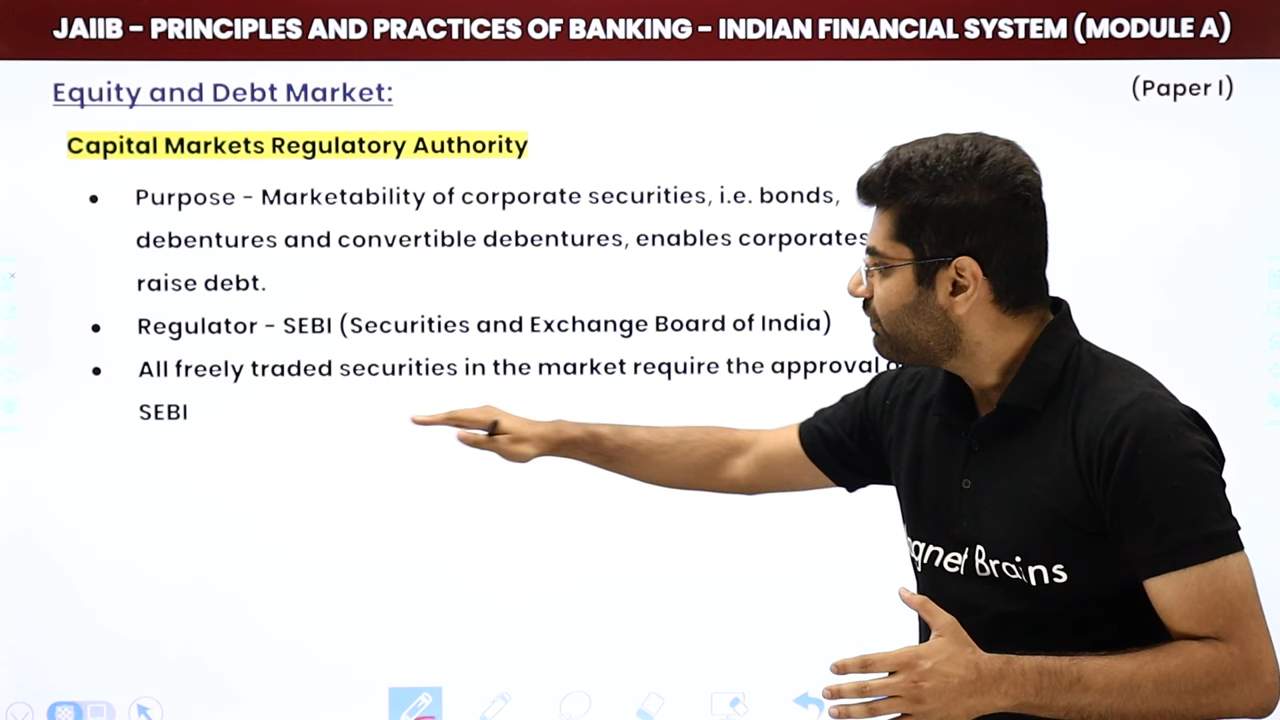 JAIIB – PRINCIPLES AND PRACTICES OF BANKING – INDIAN FINANCIAL SYSTEM (MODULE A)
Equity and Debt Market:
(Paper I)
Capital Markets Regulatory Authority
• Purpose – Marketability of corporate securities, i.e. bonds,
debentures and convertible debentures, enables corporates
raise debt.
• Regulator – SEBI (Securities and Exchange Board of India)
• All freely traded securities in the market require the approval
SEBI
Brains